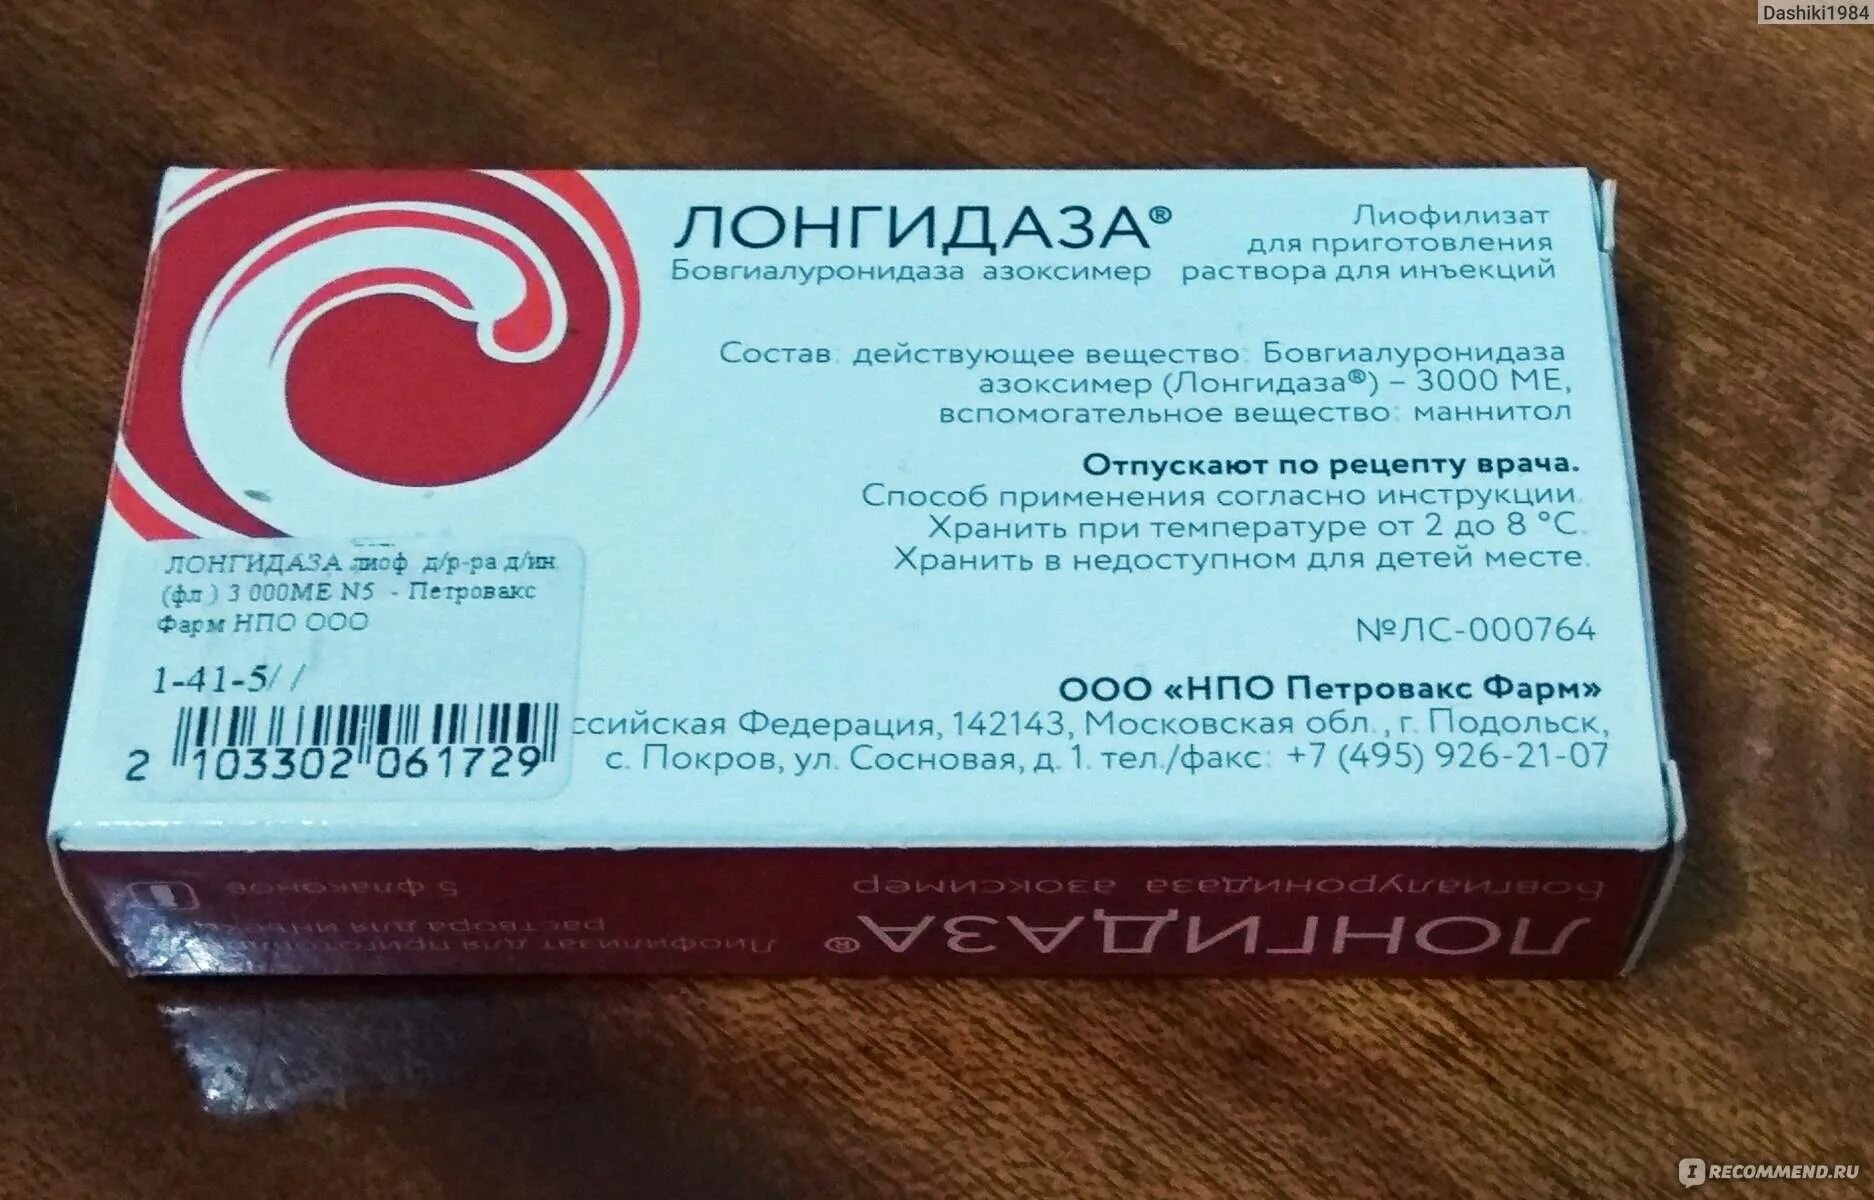 Dashiki1984
ЛОНГИДАЗА®
Бовгиалуронидаза азоксимер
Лиофилизат
для приготовления
раствора для инъекций
Состав: действующее вещество: Бовгиалуронидаза
азоксимер (Лонгидаза®) – 3000 МЕ,
вспомогательное вещество: маннитол
Отпускают по рецепту врача.
Способ применения согласно инструкции.
Хранить при температуре от 2 до 8 °С.
Хранить в недоступном для детей месте.
№ЛС-000764
ООО «НПО Петровакс Фарм»
ссийская Федерация, 142143, Московская обл., г. Подольск,
с. Покров, ул. Сосновая, д. 1. тел./факс: +7 (495) 926-21-07
ЛОНГИДАЗА лиоф д/р-ра д/ин.
(фл.) 3 000МЕ N5 - Петровакс
Фарм НПО ООО
1-41-5/ /
2 103302 061729
ЛОНГИДАЗА®
Бовгиалуронидаза азоксимер
Лиофилизат для
раствора для
5 флаконов
IRECOMMEND.RU